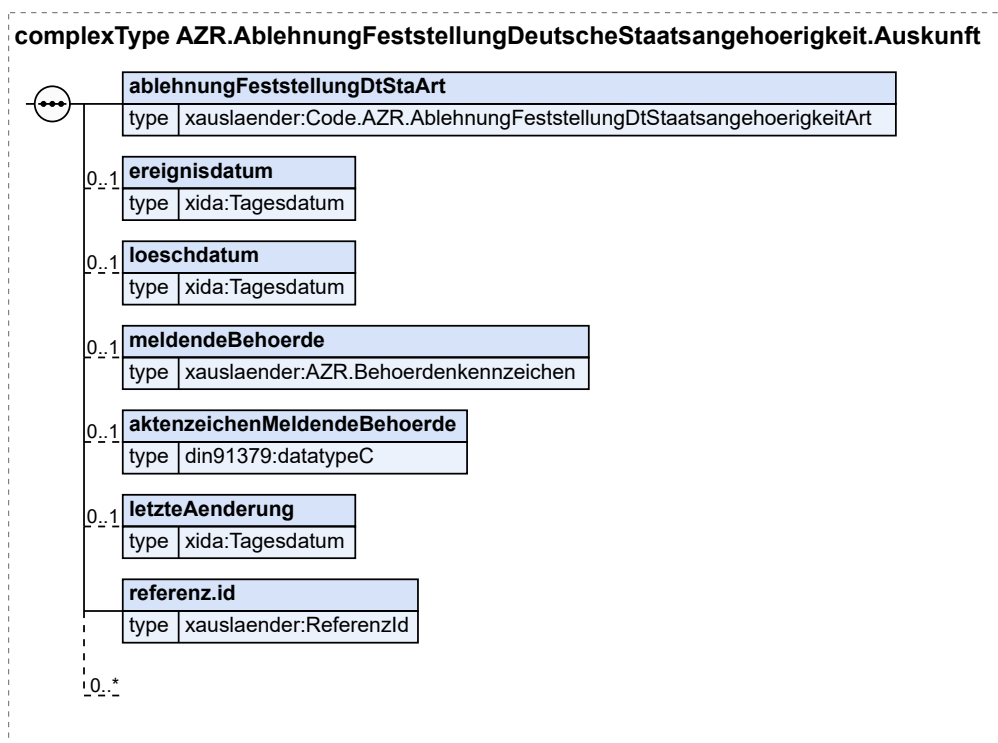 complexType AZR.AblehnungFeststellungDeutscheStaatsangehoerigkeit.Auskunft
ablehnungFeststellungDtStaArt
type xauslaender:Code.AZR.AblehnungFeststellungDtStaatsangehoerigkeitArt
0..1 ereignisdatum
type xida:Tagesdatum
0..1 loeschdatum
type xida:Tagesdatum
0..1 meldendeBehoerde
type xauslaender:AZR.Behoerdenkennzeichen
0..1 aktenzeichenMeldendeBehoerde
type din91379:datatypeC
0..1 letzteAenderung
type xida:Tagesdatum
referenz.id
type xauslaender:ReferenzId
0..*